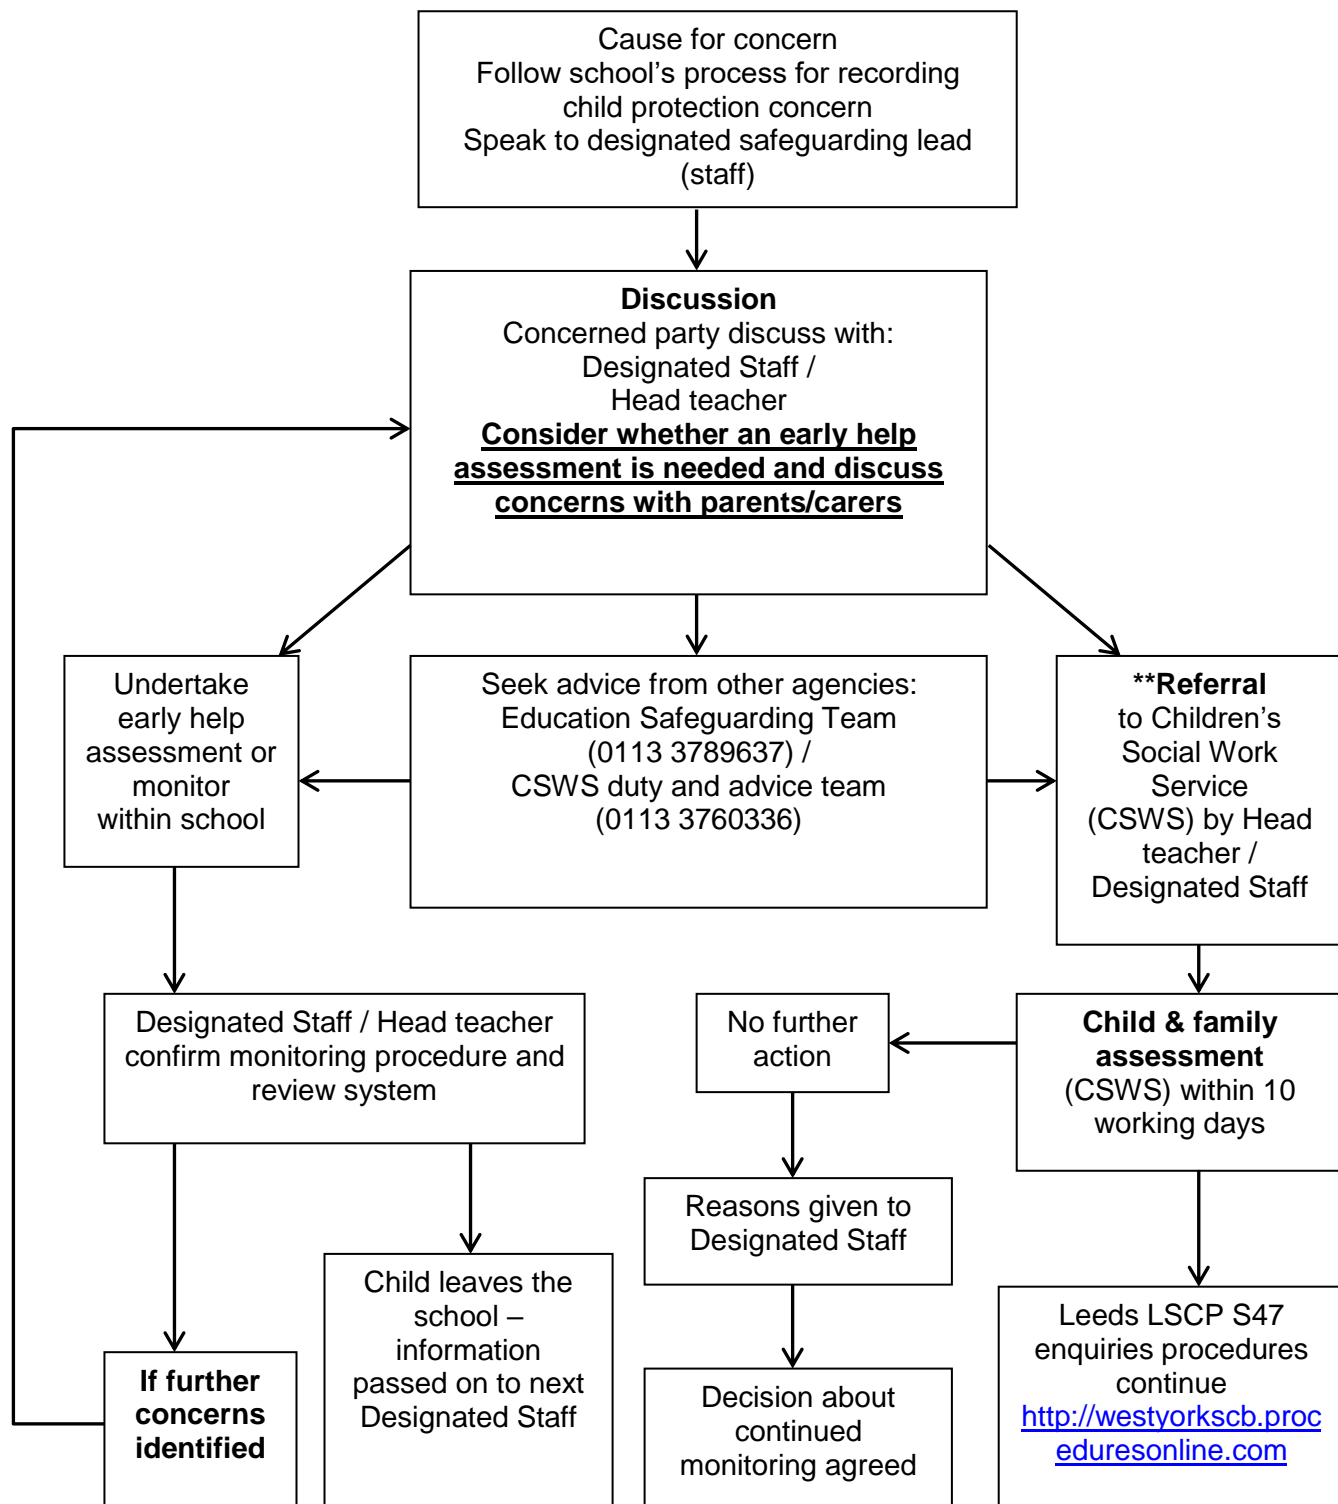 Cause for concern
Follow school’s process for recording
child protection concern
Speak to designated safeguarding lead
(staff)
Discussion
Concerned party discuss with:
Designated Staff /
Head teacher
Consider whether an early help
assessment is needed and discuss
concerns with parents/carers
Undertake
early help
assessment or
monitor
within school
Seek advice from other agencies:
Education Safeguarding Team
(0113 3789637) /
CSWS duty and advice team
(0113 3760336)
**Referral
to Children’s
Social Work
Service
(CSWS) by Head
teacher /
Designated Staff
Designated Staff / Head teacher
confirm monitoring procedure and
review system
No further
action
Child & family
assessment
(CSWS) within 10
working days
Reasons given to
Designated Staff
Child leaves the
school –
information
passed on to next
Designated Staff
If further
concerns
identified
Decision about
continued
monitoring agreed
Leeds LSCP S47
enquiries procedures
continue
http://westyorkscb.proc
eduresonline.com